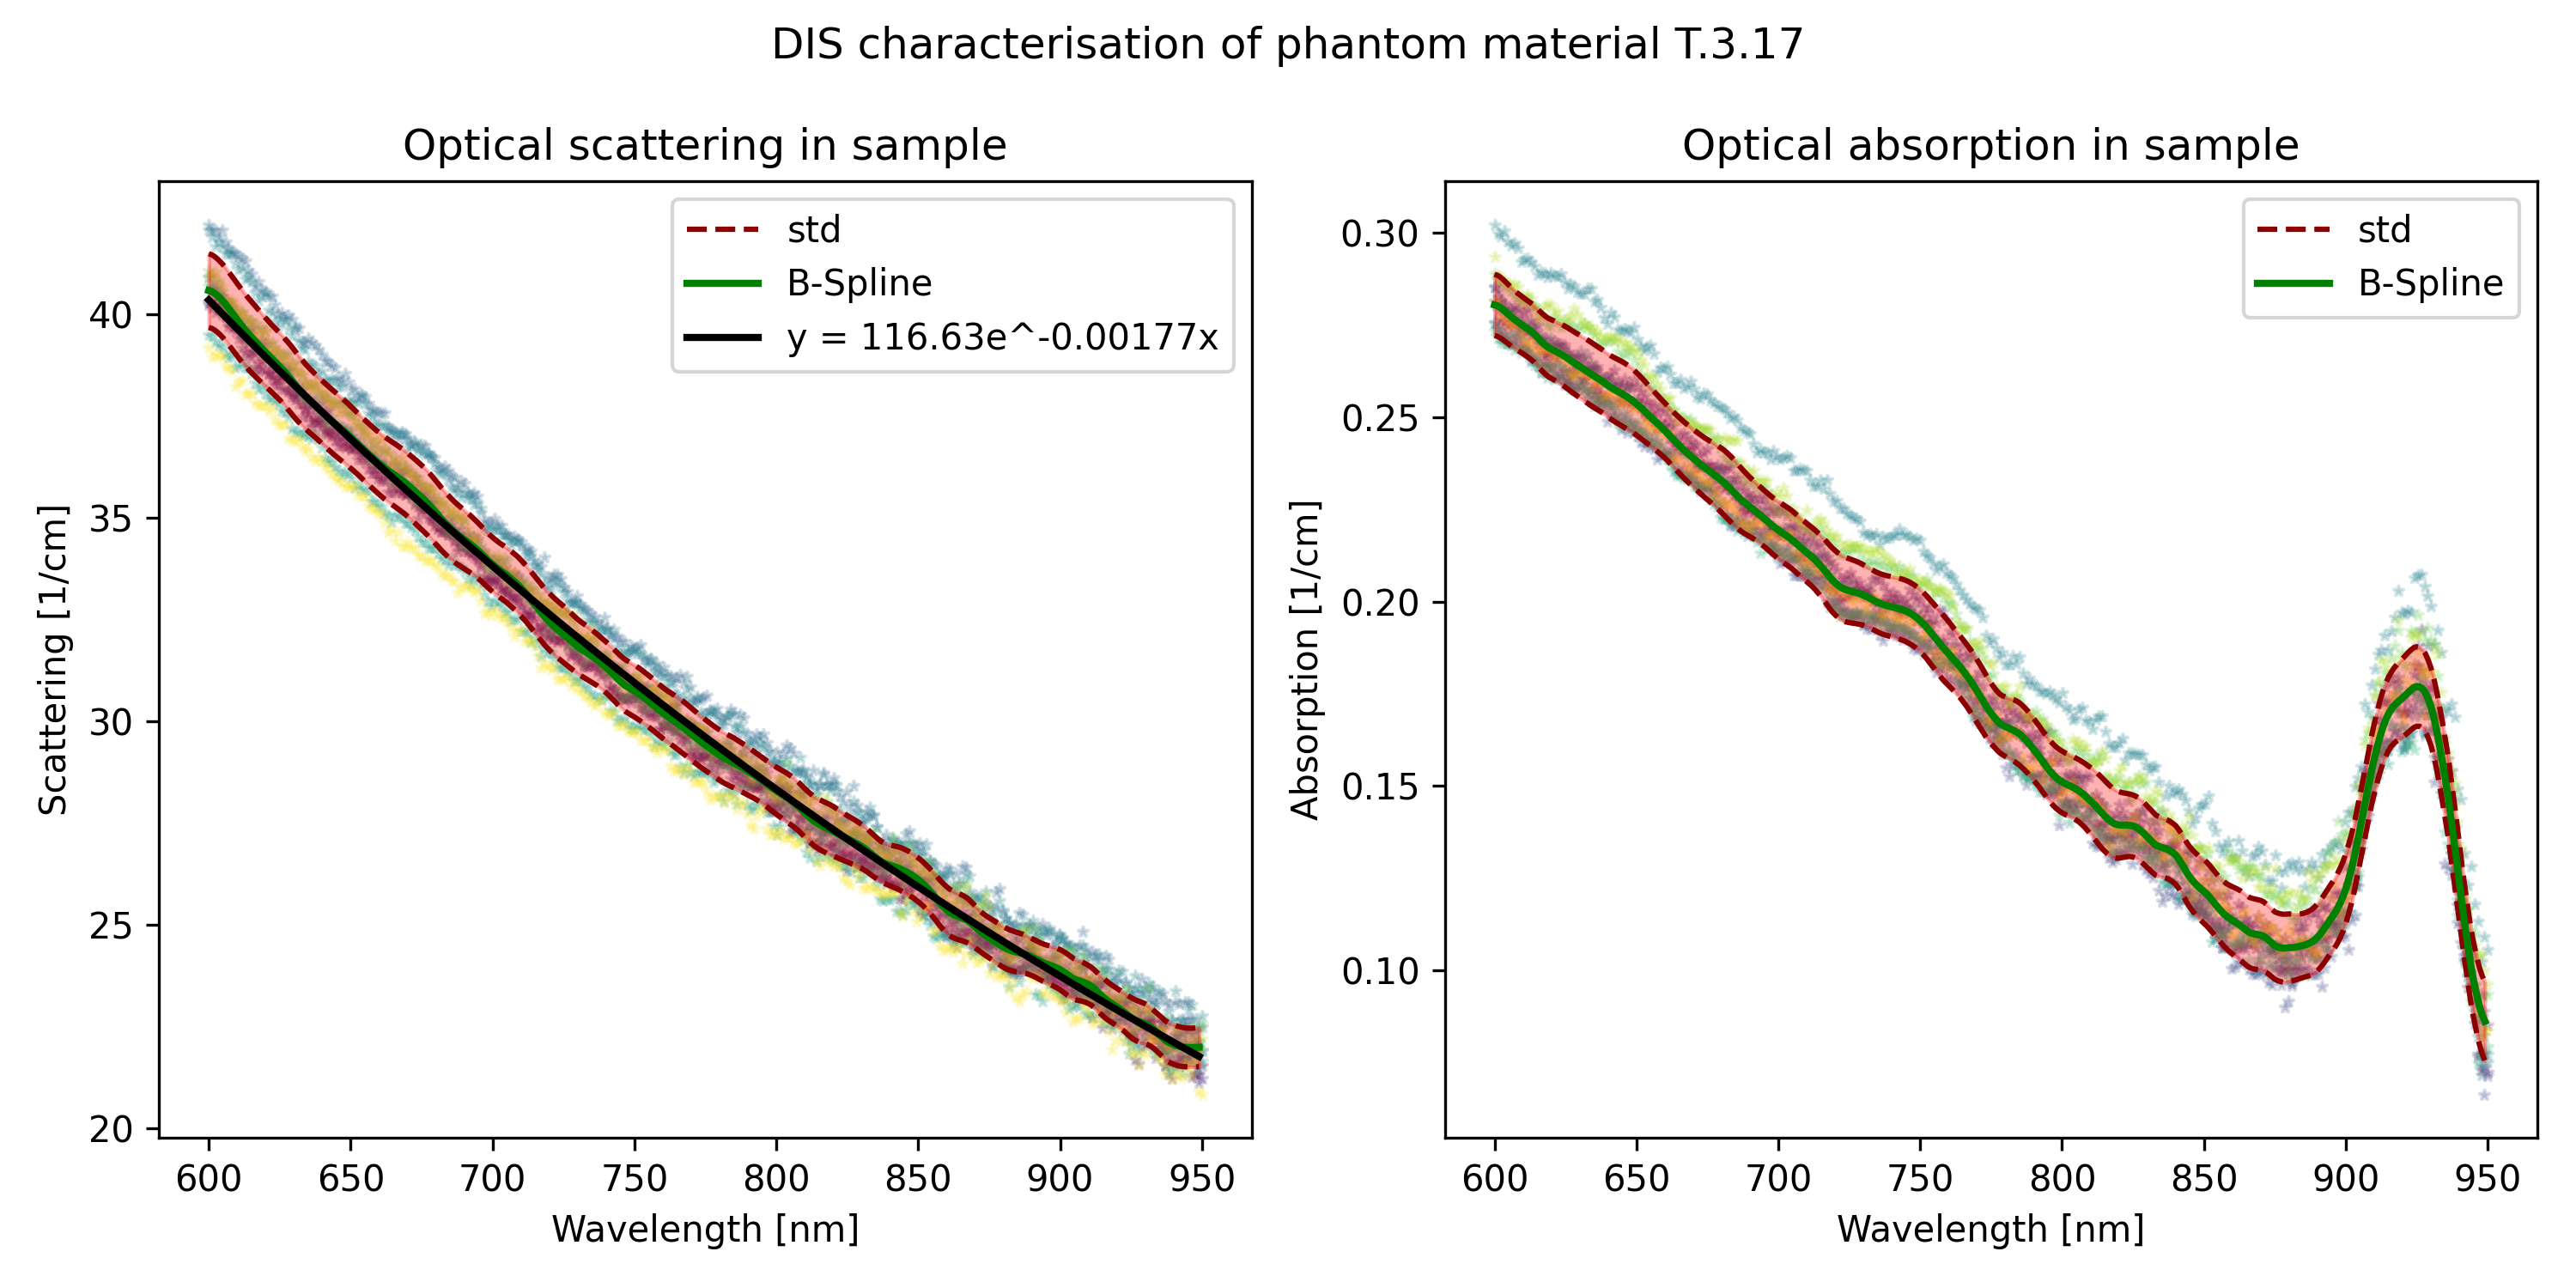 DIS characterisation of phantom material T.3.17
Optical scattering in sample
std
B-Spline
y = 116.63e^-0.00177x
40
35
30
25
20
Scattering [1/cm]
600 650 700 750 800 850 900 950
Wavelength [nm]
Optical absorption in sample
std
B-Spline
0.30
0.25
0.20
0.15
0.10
Absorption [1/cm]
600 650 700 750 800 850 900 950
Wavelength [nm]